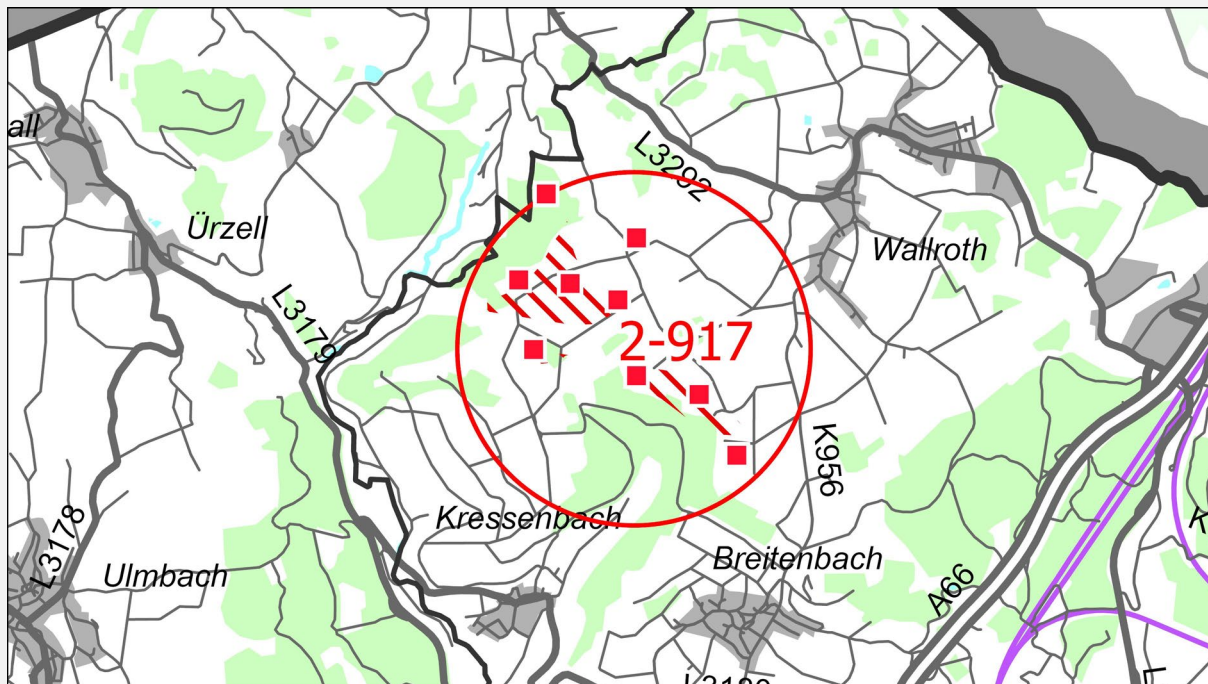 all
Ürzell
L3292
Wallroth
L3179
2-917
K956
L3178
Kressenbach
Ulmbach
Breitenbach
A66
K
L